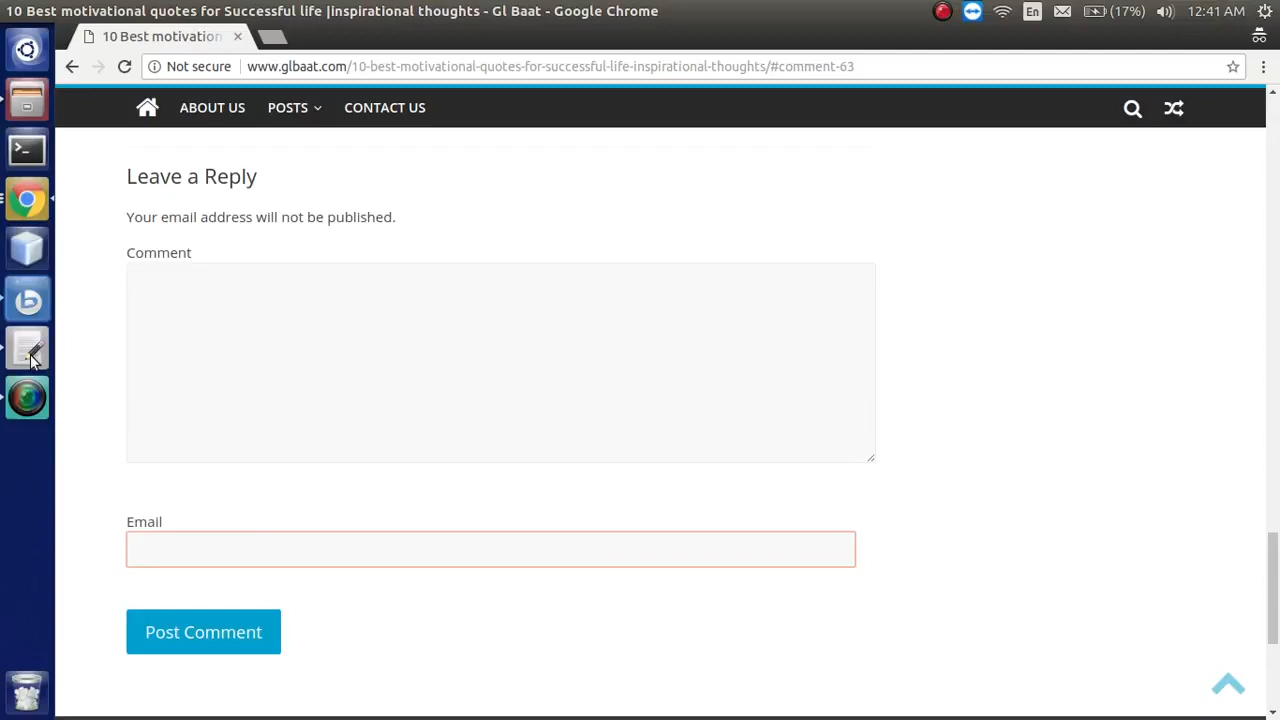 10 Best motivational quotes for Successful life |inspirational thoughts - Gl Baat - Google Chrome
En
(17%)
12:41 AM
10 Best motivation
Not secure
www.glbaat.com/10-best-motivational-quotes-for-successful-life-inspirational-thoughts/#comment-63
ABOUT US
POSTS
CONTACT US
Leave a Reply
Your email address will not be published.
Comment
Email
Post Comment